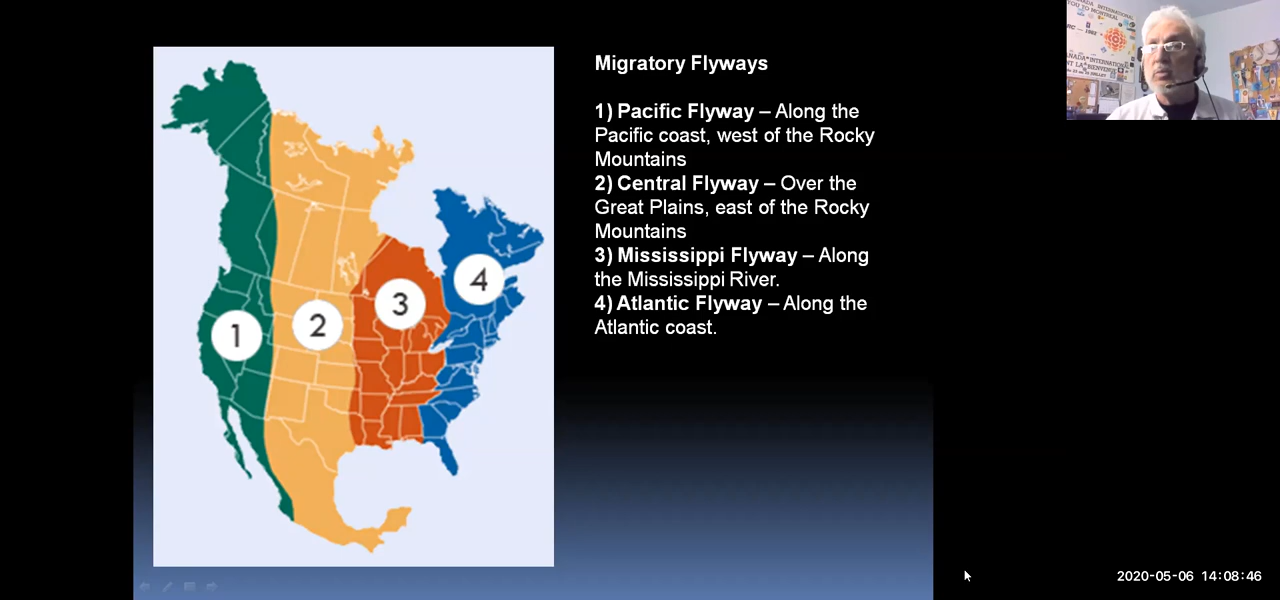 Migratory Flyways
1) Pacific Flyway – Along the
Pacific coast, west of the Rocky
Mountains
2) Central Flyway – Over the
Great Plains, east of the Rocky
Mountains
3) Mississippi Flyway – Along
the Mississippi River.
4) Atlantic Flyway – Along the
Atlantic coast.
1
2
3
4
2020-05-06 14:08:46